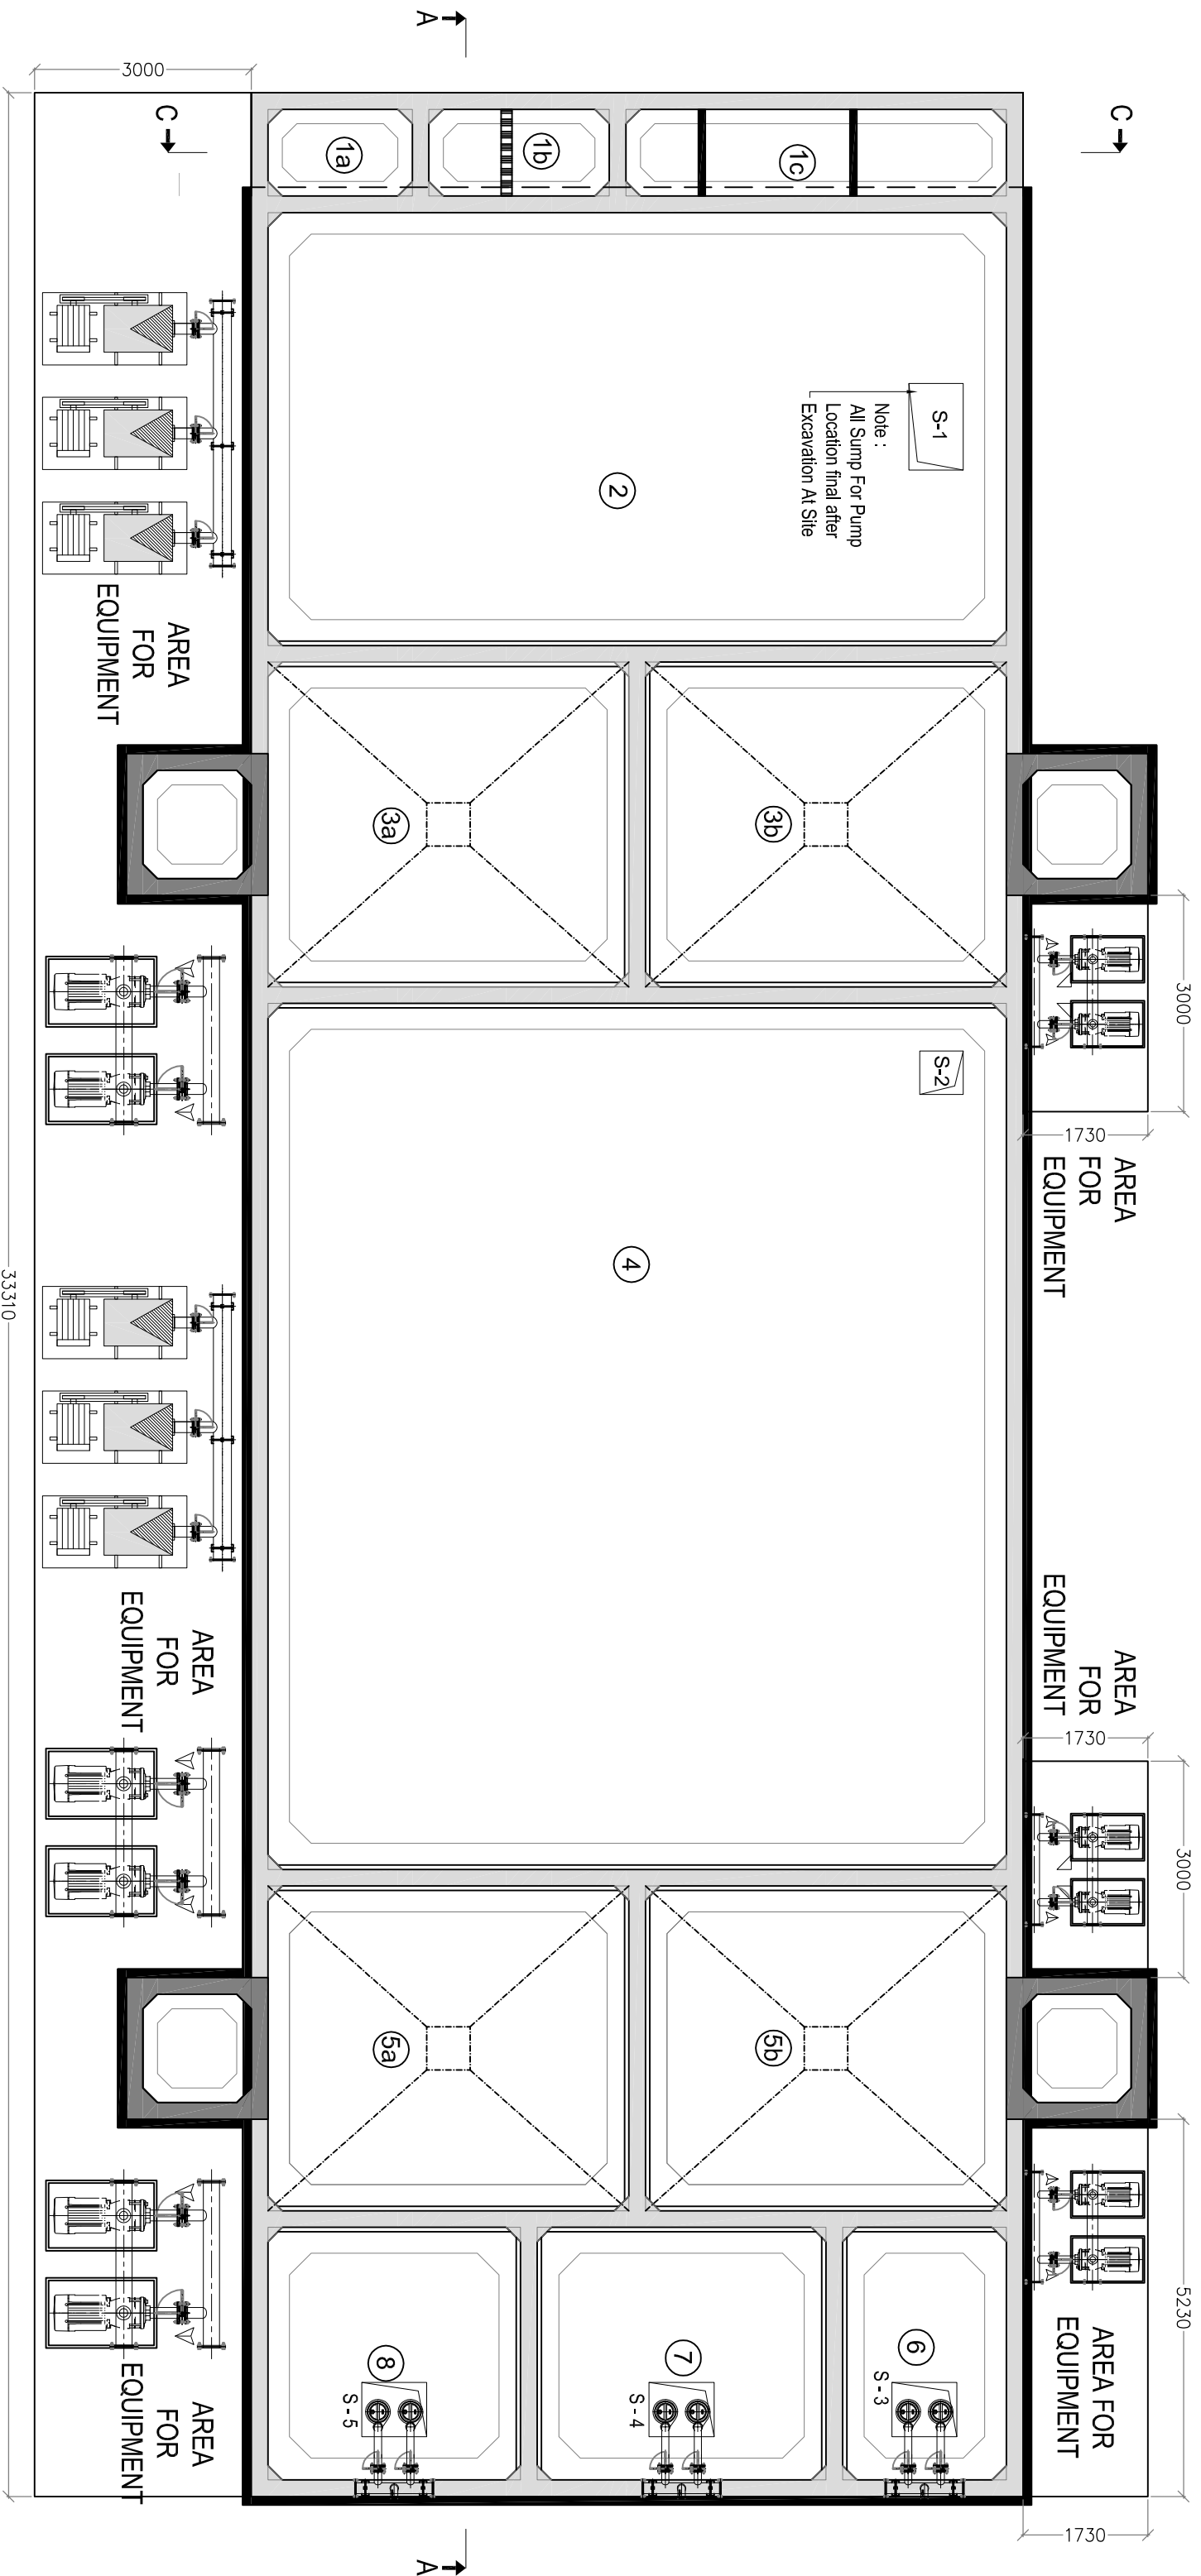 A
A
C
C
3000
33310
1a
1b
1c
2
S-1
Note :
All Sump For Pump
Location final after
Excavation At Site
AREA
FOR
EQUIPMENT
3a
3b
3000
1730
AREA
FOR
EQUIPMENT
S-2
4
AREA
FOR
EQUIPMENT
AREA
FOR
EQUIPMENT
1730
3000
5a
5b
5230
AREA FOR
EQUIPMENT
1730
6
S - 3
7
S - 4
8
S - 5
AREA
FOR
EQUIPMENT